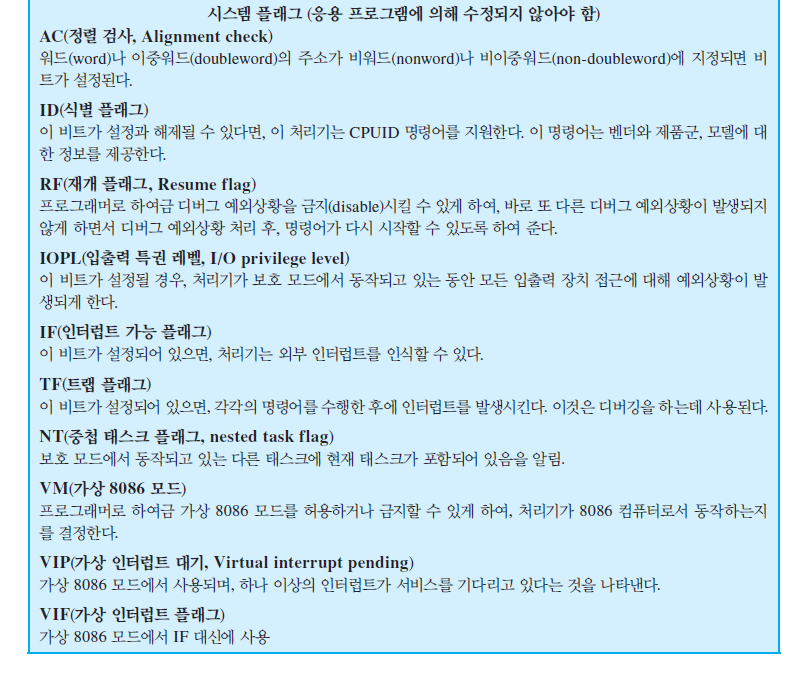 시스템 플래그 (응용 프로그램에 의해 수정되지 않아야 함)
AC(정렬 검사, Alignment check)
워드(word)나 이중워드(doubleword)의 주소가 비워드(nonword)나 비이중워드(non-doubleword)에 지정되면 비
트가 설정된다.
ID(식별 플래그)
이 비트가 설정과 해제될 수 있다면, 이 처리기는 CPUID 명령어를 지원한다. 이 명령어는 벤더와 제품군, 모델에 대
한 정보를 제공한다.
RF(재개 플래그, Resume flag)
프로그래머로 하여금 디버그 예외상황을 금지(disable)시킬 수 있게 하여, 바로 또 다른 디버그 예외상황이 발생되지
않게 하면서 디버그 예외상황 처리 후, 명령어가 다시 시작할 수 있도록 하여 준다.
IOPL(입출력 특권 레벨, I/O privilege level)
이 비트가 설정될 경우, 처리기가 보호 모드에서 동작되고 있는 동안 모든 입출력 장치 접근에 대해 예외상황이 발
생되게 한다.
IF(인터럽트 가능 플래그)
이 비트가 설정되어 있으면, 처리기는 외부 인터럽트를 인식할 수 있다.
TF(트랩 플래그)
이 비트가 설정되어 있으면, 각각의 명령어를 수행한 후에 인터럽트를 발생시킨다. 이것은 디버깅을 하는데 사용된다.
NT(중첩 태스크 플래그, nested task flag)
보호 모드에서 동작되고 있는 다른 태스크에 현재 태스크가 포함되어 있음을 알림.
VM(가상 8086 모드)
프로그래머로 하여금 가상 8086 모드를 허용하거나 금지할 수 있게 하여, 처리기가 8086 컴퓨터로서 동작하는지
를 결정한다.
VIP(가상 인터럽트 대기, Virtual interrupt pending)
가상 8086 모드에서 사용되며, 하나 이상의 인터럽트가 서비스를 기다리고 있다는 것을 나타낸다.
VIF(가상 인터럽트 플래그)
가상 8086 모드에서 IF 대신에 사용